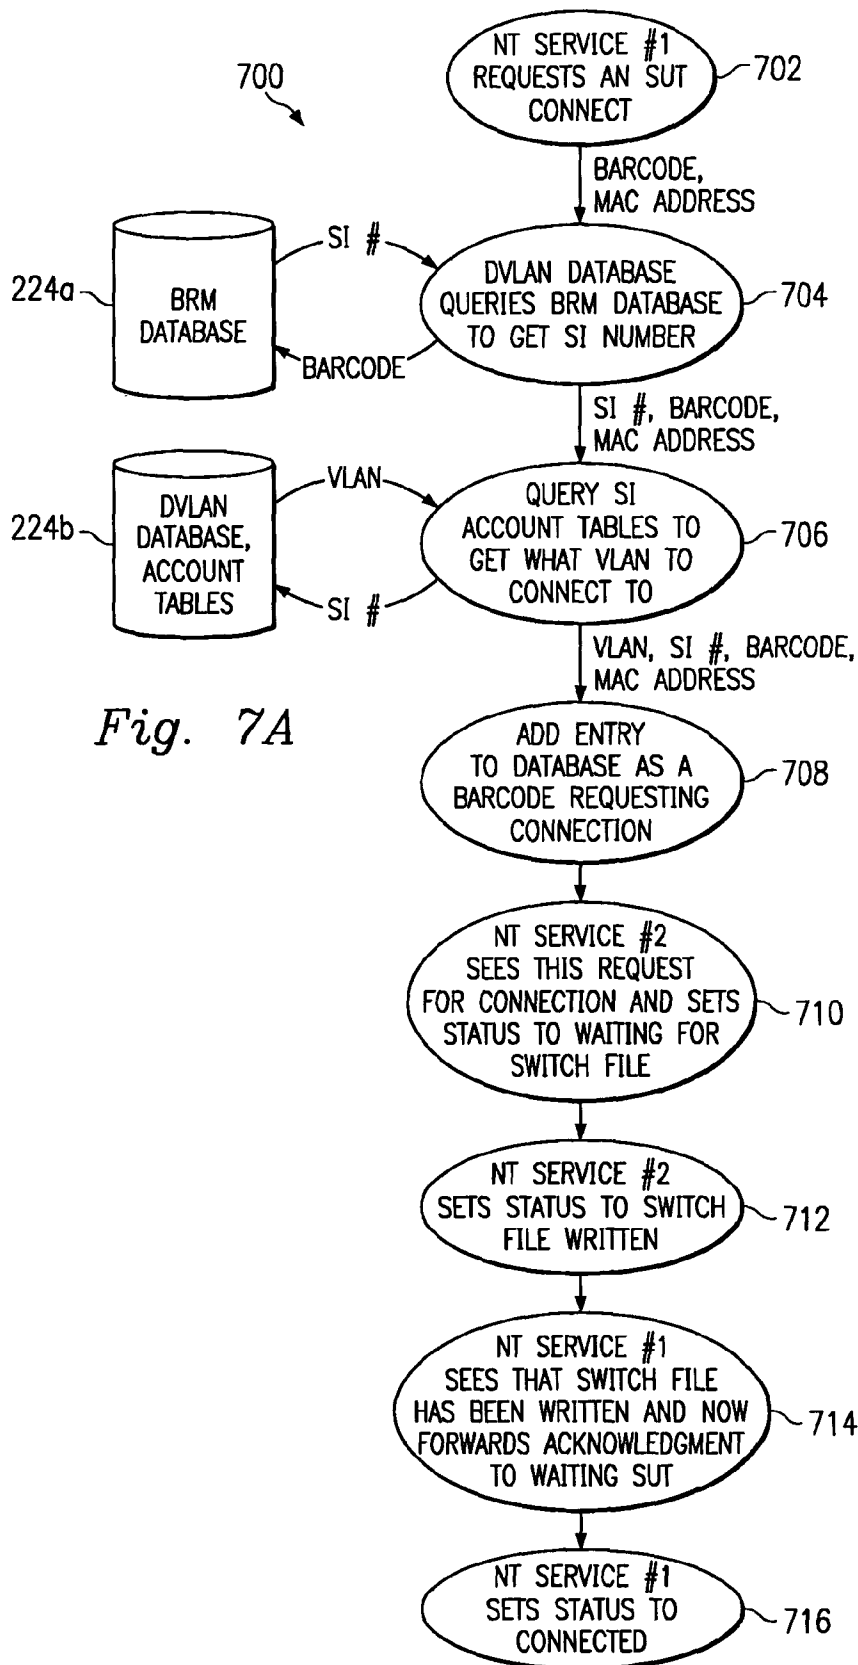 NT SERVICE #1
REQUESTS AN SUT
CONNECT
702
700
BARCODE,
MAC ADDRESS
SI #
224a
BRM
DATABASE
DVLAN DATABASE
QUERIES BRM DATABASE
TO GET SI NUMBER
704
BARCODE
SI #, BARCODE,
MAC ADDRESS
VLAN
224b
DVLAN
DATABASE,
ACCOUNT
TABLES
QUERY SI
ACCOUNT TABLES TO
GET WHAT VLAN TO
CONNECT TO
706
SI #
VLAN, SI #, BARCODE,
MAC ADDRESS
Fig. 7A
ADD ENTRY
TO DATABASE AS A
BARCODE REQUESTING
CONNECTION
708
NT SERVICE #2
SEES THIS REQUEST
FOR CONNECTION AND SETS
STATUS TO WAITING FOR
SWITCH FILE
710
NT SERVICE #2
SETS STATUS TO SWITCH
FILE WRITTEN
712
NT SERVICE #1
SEES THAT SWITCH FILE
HAS BEEN WRITTEN AND NOW
FORWARDS ACKNOWLEDGMENT
TO WAITING SUT
714
NT SERVICE #1
SETS STATUS TO
CONNECTED
716